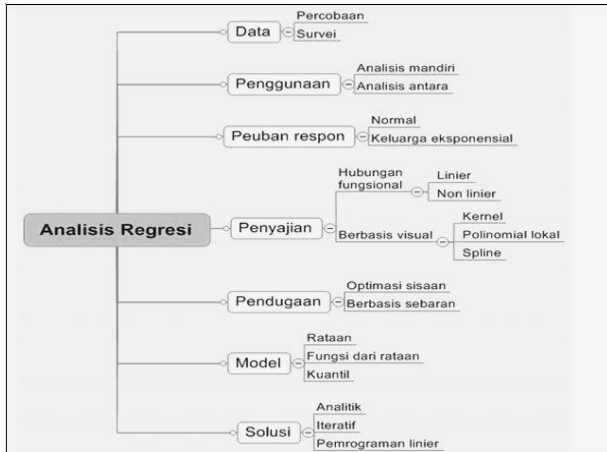 Analisis Regresi
Data
Percobaan
Survei
Penggunaan
Analisis mandiri
Analisis antara
Peuban respon
Normal
Keluarga eksponensial
Penyajian
Hubungan
fungsional
Linier
Non linier
Berbasis visual
Kernel
Polinomial lokal
Spline
Pendugaan
Optimasi sisaan
Berbasis sebaran
Model
Rataan
Fungsi dari rataan
Kuantil
Solusi
Analitik
Iteratif
Pemrograman linier